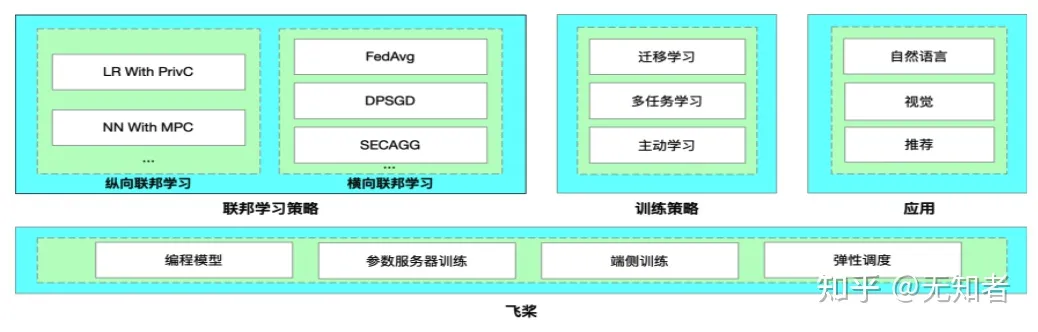 LR With PrivC
NN With MPC
...
纵向联邦学习
FedAvg
DPSGD
SECAGG
...
横向联邦学习
联邦学习策略
迁移学习
多任务学习
主动学习
训练策略
自然语言
视觉
推荐
应用
编程模型
参数服务器训练
端侧训练
弹性调度
飞桨
知乎 @无知者